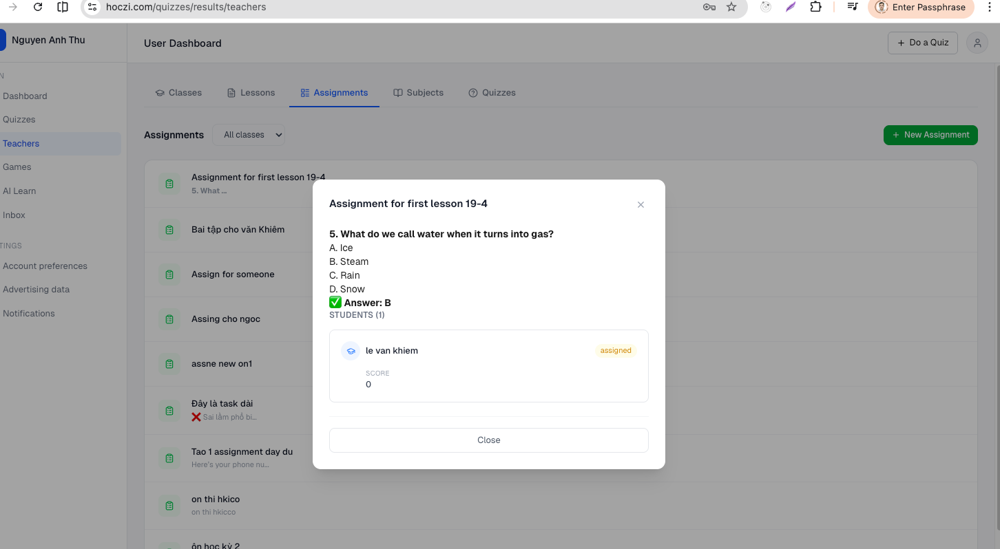 hoczi.com/quizzes/results/teachers
Enter Passphrase
Nguyen Anh Thu
User Dashboard
+ Do a Quiz
N
Dashboard
Quizzes
Teachers
Games
AI Learn
Inbox
TINGS
Account preferences
Advertising data
Notifications
Classes
Lessons
Assignments
Subjects
Quizzes
Assignments
All classes
+ New Assignment
Assignment for first lesson 19-4
5. What ...
Bai tập cho văn Khiêm
Assign for someone
Assing cho ngoc
assne new on1
Đây là task dài
❌ Sai lầm phổ bi...
Tao 1 assignment day du
Here's your phone nu...
on thi hkico
on thi hkicco
ôn học kỳ 2
Assignment for first lesson 19-4
5. What do we call water when it turns into gas?
A. Ice
B. Steam
C. Rain
D. Snow
✅ Answer: B
STUDENTS (1)
le van khiem
assigned
SCORE
0
Close